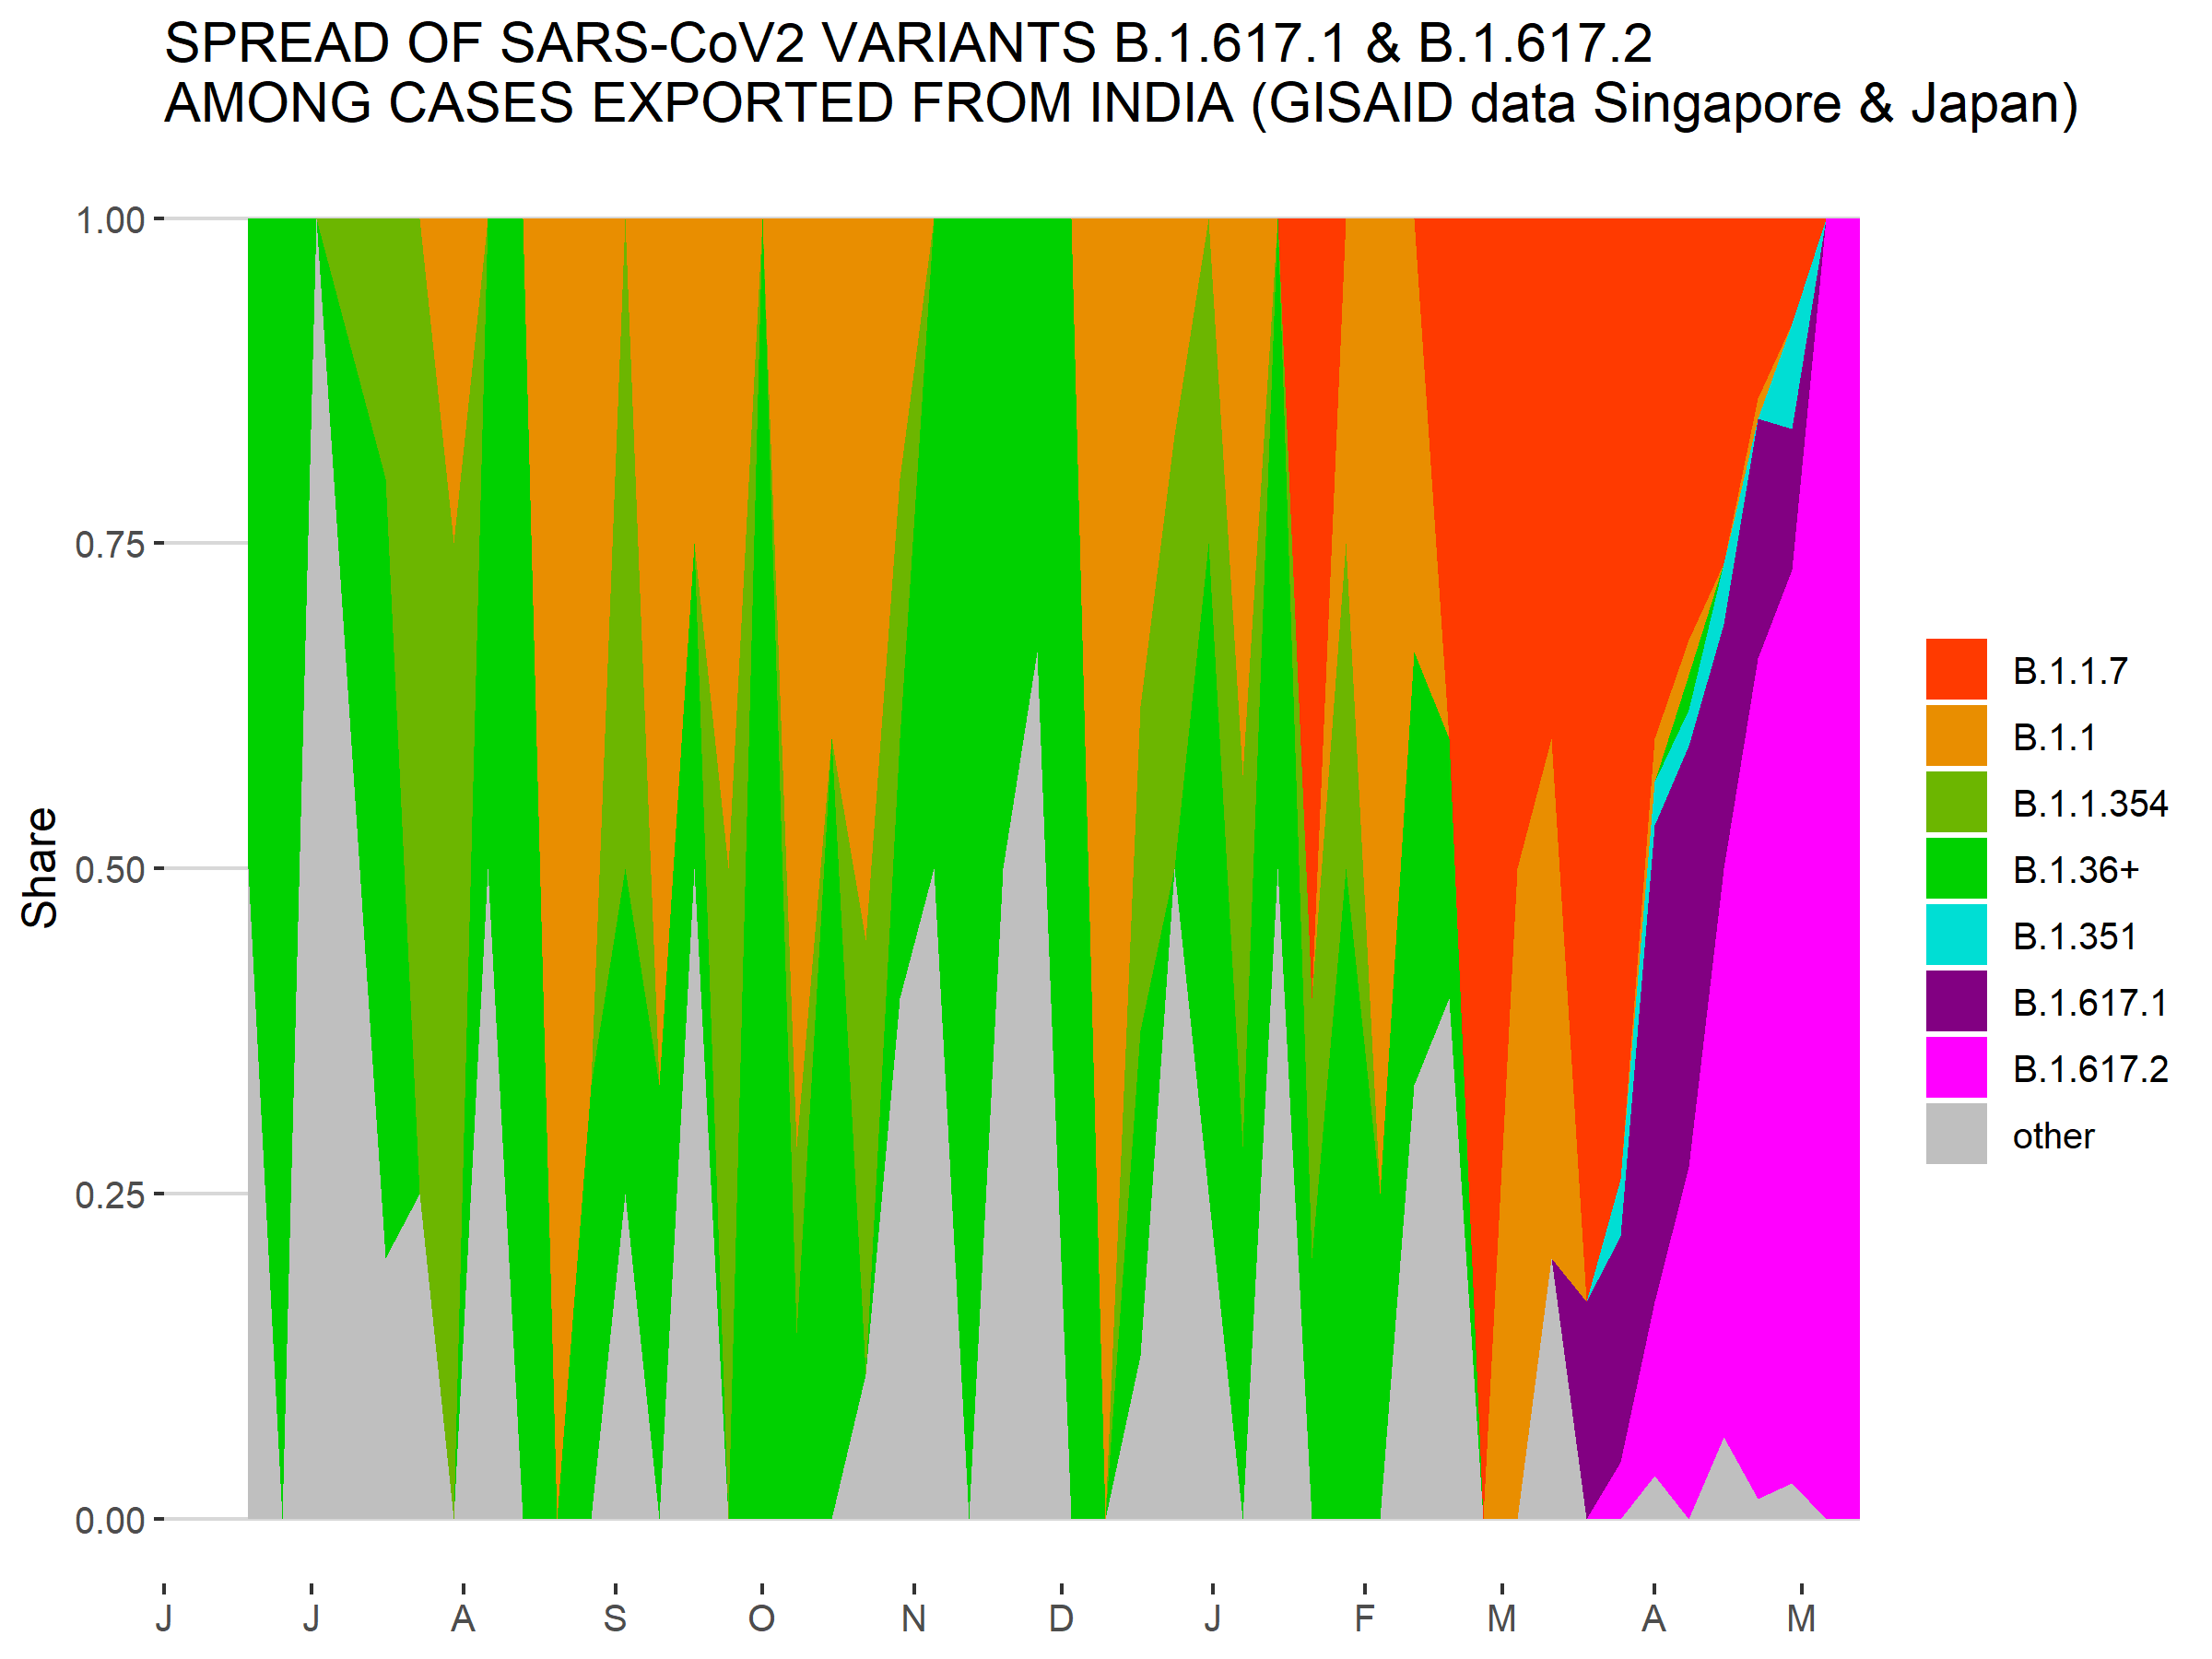 SPREAD OF SARS-CoV2 VARIANTS B.1.617.1 & B.1.617.2
AMONG CASES EXPORTED FROM INDIA (GISAID data Singapore & Japan)
1.00
0.75
0.50
0.25
0.00
Share
J J A S O N D J F M A M
B.1.1.7
B.1.1
B.1.1.354
B.1.36+
B.1.351
B.1.617.1
B.1.617.2
other